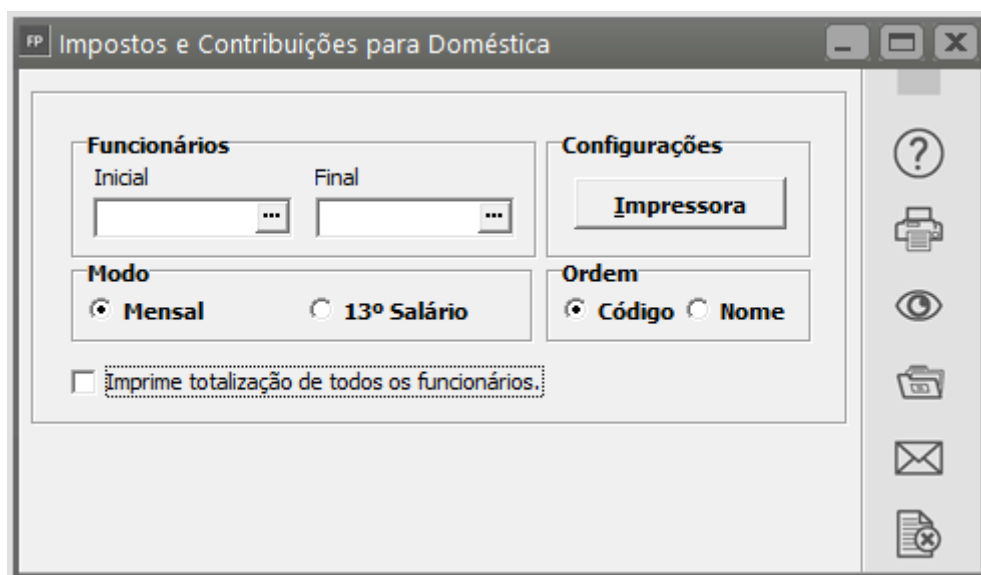 FP Impostos e Contribuições para Doméstica
Funcionários
Inicial Final
... ...
Configurações
Impressora
Modo
Mensal 13º Salário
Ordem
Código Nome
Imprime totalização de todos os funcionários.